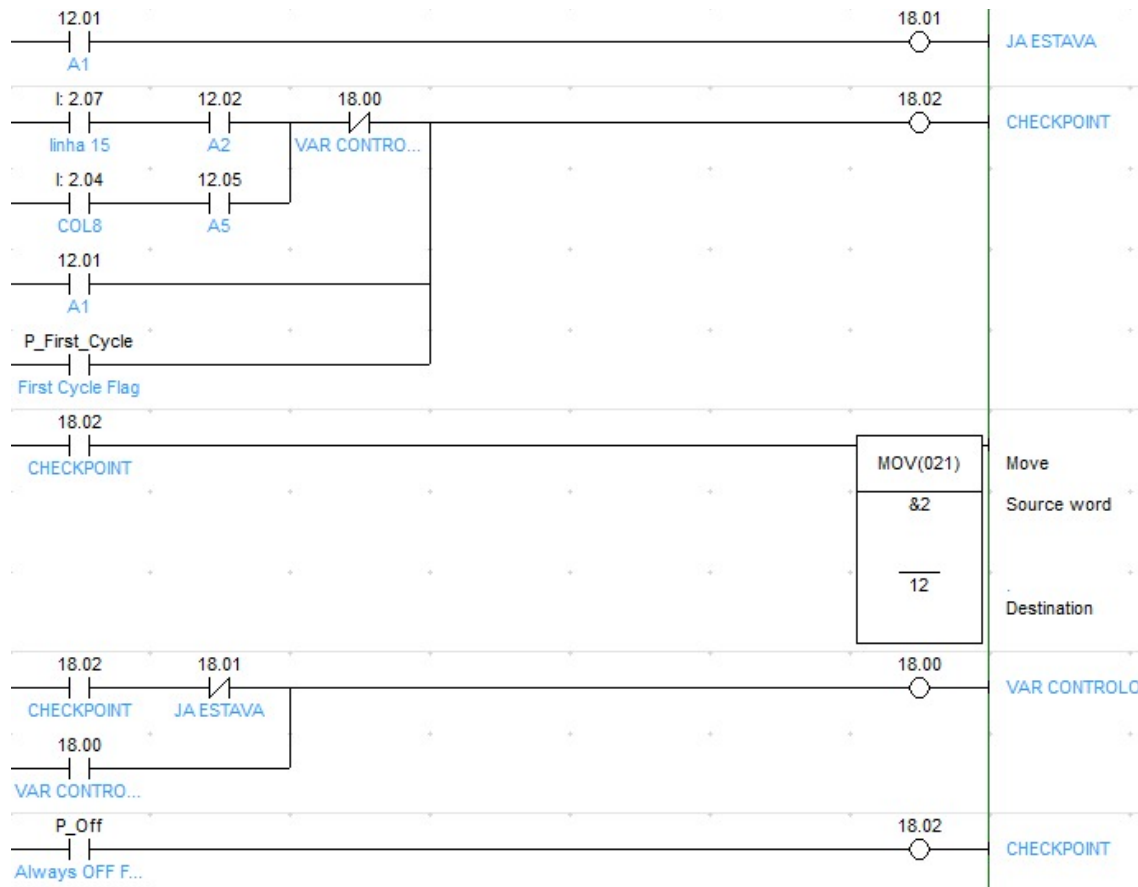 12.01 18.01
JA ESTAVA
A1
I: 2.07 12.02 18.00 18.02
CHECKPOINT
linha 15 A2 VAR CONTRO...
I: 2.04 12.05
COL8 A5
12.01
A1
P_First_Cycle
First Cycle Flag
18.02
CHECKPOINT
MOV(021) Move
&2 Source word
12
Destination
18.02 18.01 18.00
VAR CONTROLO
CHECKPOINT JA ESTAVA
18.00
VAR CONTRO...
P_Off 18.02
CHECKPOINT
Always OFF F...